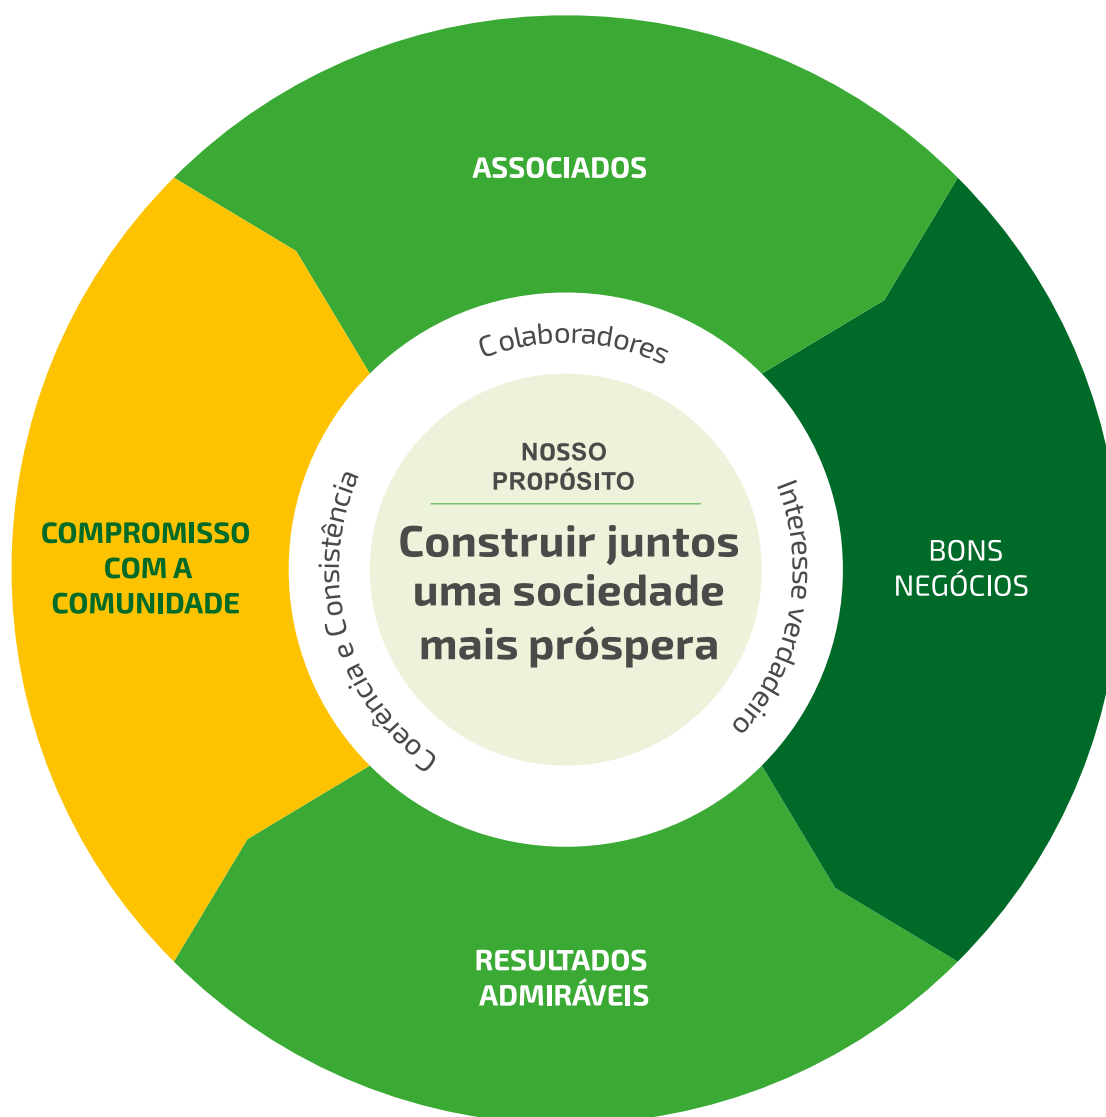 ASSOCIADOS
Colaboradores
NOSSO
PROPÓSITO
Construir juntos
uma sociedade
mais próspera
Coerência e Consistência
Interesse verdadeiro
COMPROMISSO
COM A
COMUNIDADE
BONS
NEGÓCIOS
RESULTADOS
ADMIRÁVEIS